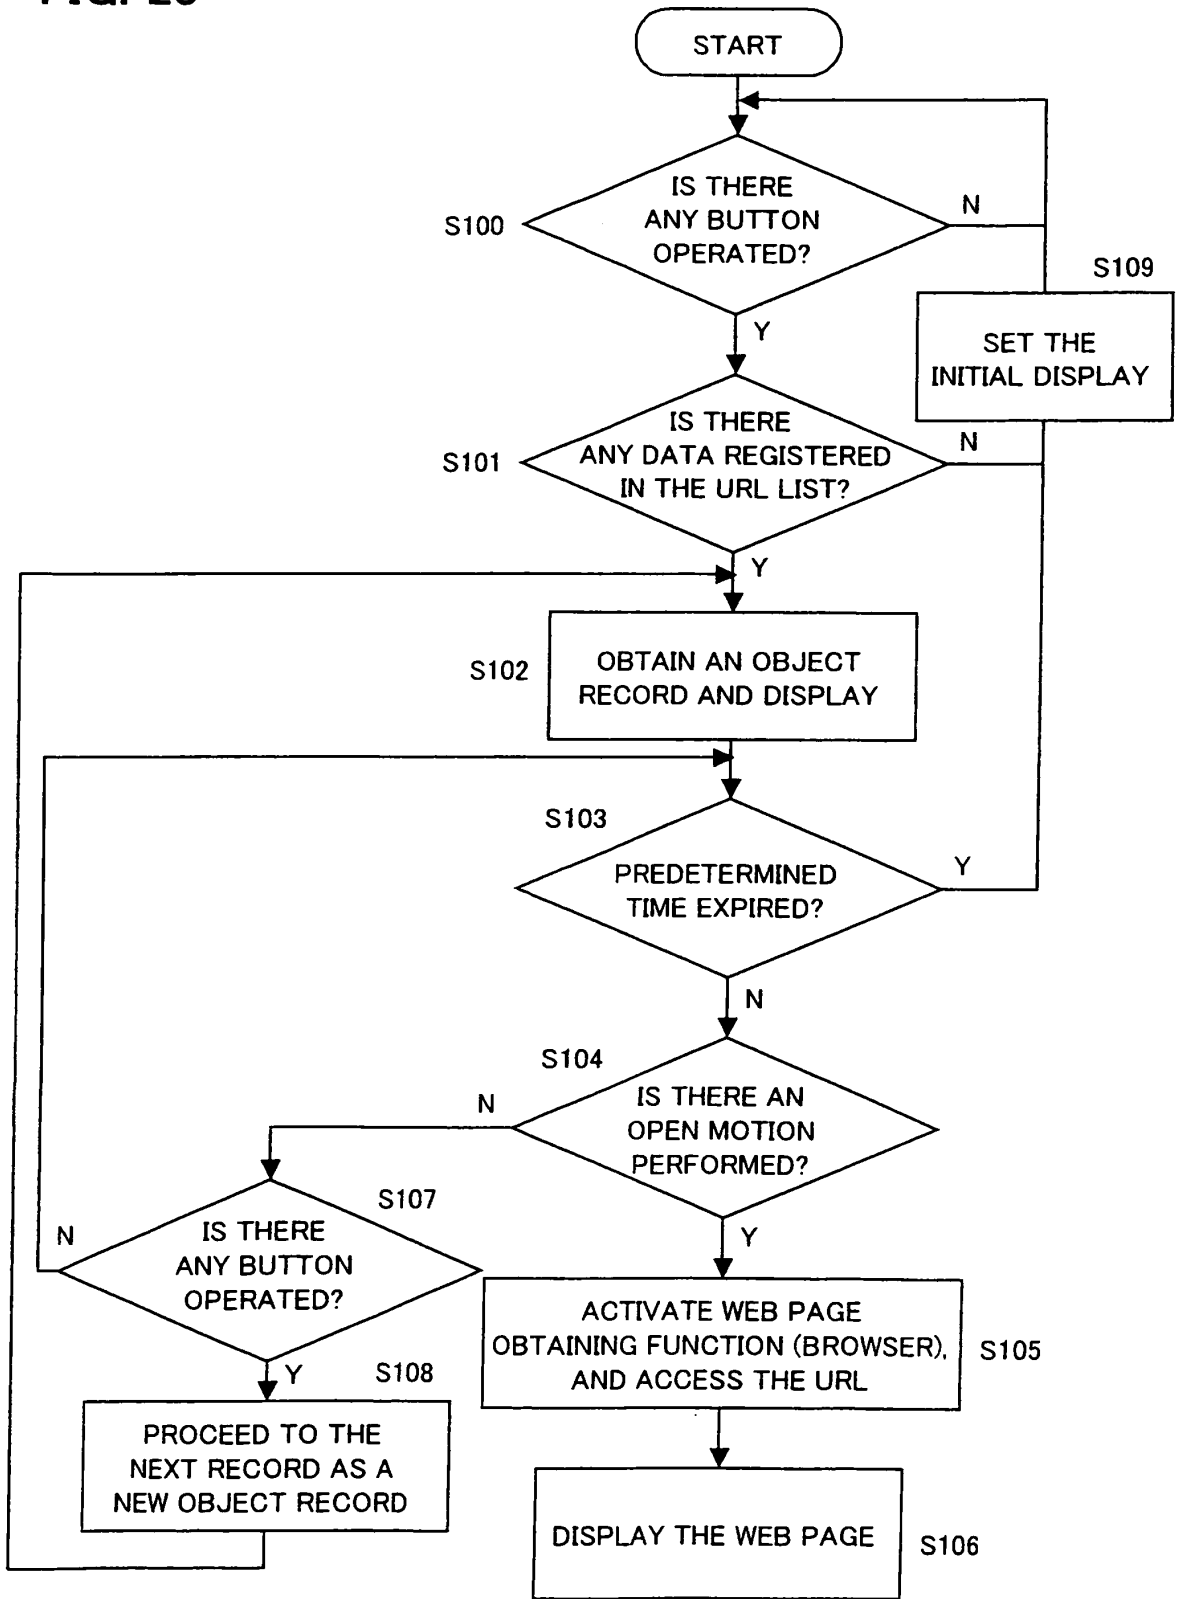 START
IS THERE
ANY BUTTON
OPERATED?
S100
N
Y
S109
SET THE
INITIAL DISPLAY
IS THERE
ANY DATA REGISTERED
IN THE URL LIST?
S101
N
Y
S102
OBTAIN AN OBJECT
RECORD AND DISPLAY
S103
PREDETERMINED
TIME EXPIRED?
Y
N
S104
IS THERE AN
OPEN MOTION
PERFORMED?
N
Y
S107
IS THERE
ANY BUTTON
OPERATED?
N
Y
S108
PROCEED TO THE
NEXT RECORD AS A
NEW OBJECT RECORD
ACTIVATE WEB PAGE
OBTAINING FUNCTION (BROWSER),
AND ACCESS THE URL
S105
DISPLAY THE WEB PAGE
S106